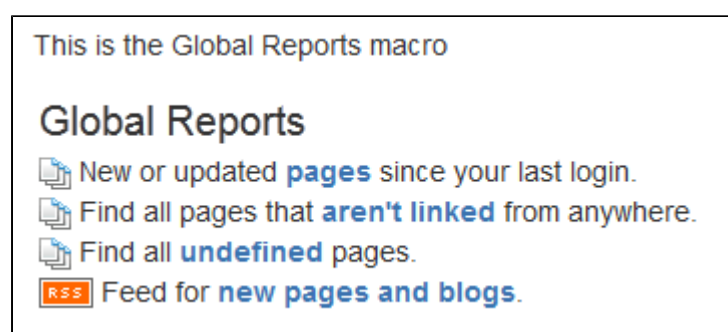 This is the Global Reports macro
Global Reports
New or updated pages since your last login.
Find all pages that aren't linked from anywhere.
Find all undefined pages.
RSS Feed for new pages and blogs.